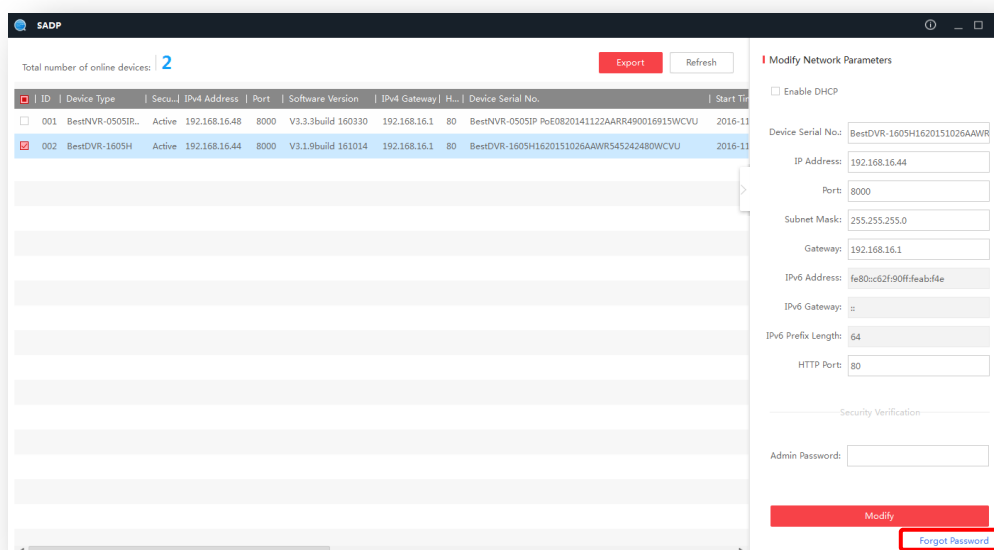 SADP
Total number of online devices: 2
Export
Refresh
ID Device Type Secu... IPv4 Address Port Software Version IPv4 Gateway H... Device Serial No. Start Tim
001 BestNVR-0505IP... Active 192.168.16.48 8000 V3.3.3build 160330 192.168.16.1 80 BestNVR-0505IP PoE0820141122AARR490016915WCVU 2016-11
002 BestDVR-1605H Active 192.168.16.44 8000 V3.1.9build 161014 192.168.16.1 80 BestDVR-1605H1620151026AAWR545242480WCVU 2016-11
Modify Network Parameters
Enable DHCP
Device Serial No.: BestDVR-1605H1620151026AAWR
IP Address: 192.168.16.44
Port: 8000
Subnet Mask: 255.255.255.0
Gateway: 192.168.16.1
IPv6 Address: fe80::c62f:90ff:feab:f4e
IPv6 Gateway: ::
IPv6 Prefix Length: 64
HTTP Port: 80
Security Verification
Admin Password:
Modify
Forgot Password